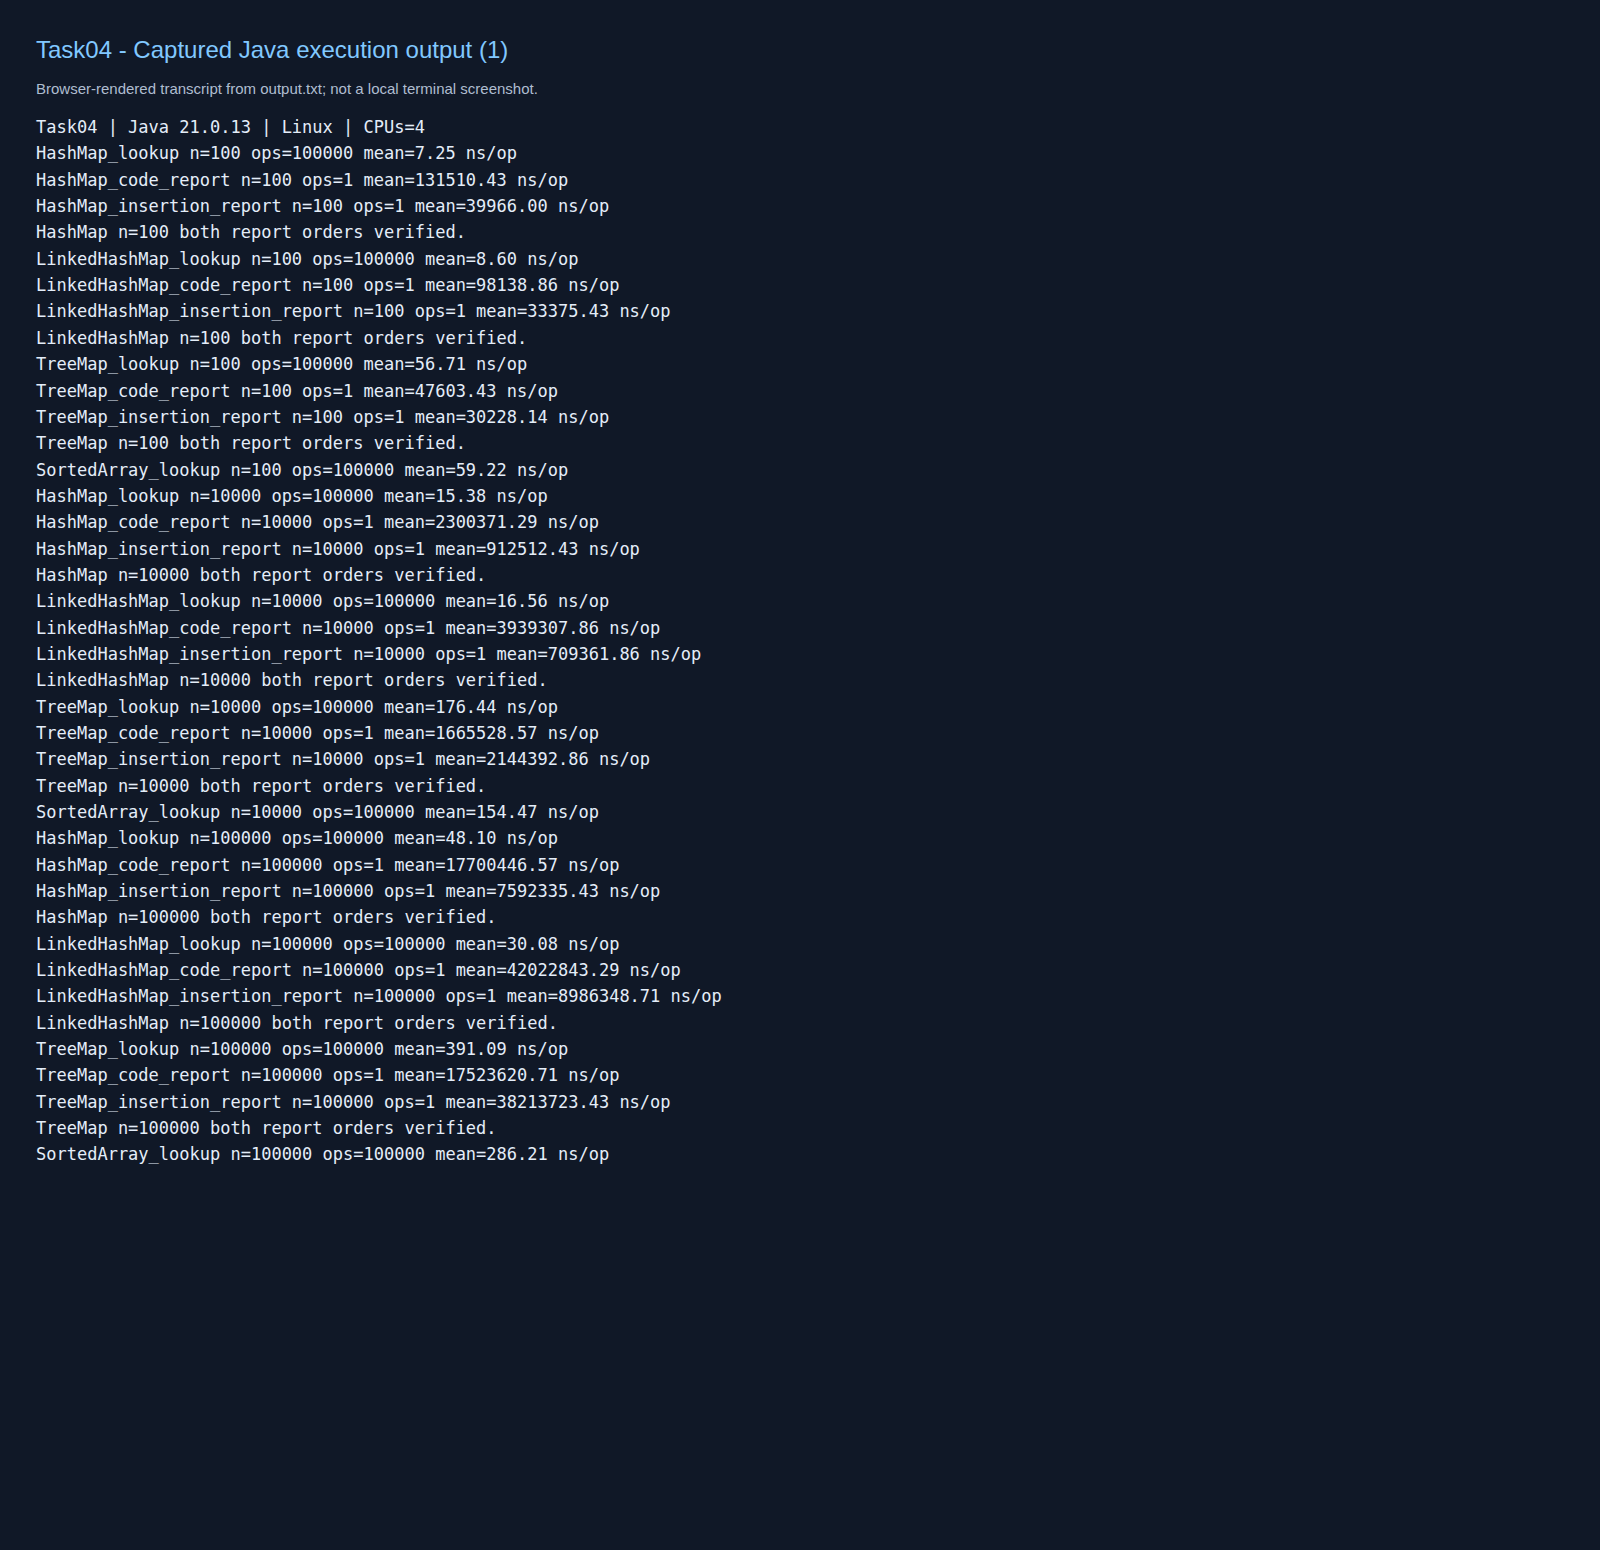 Task04 - Captured Java execution output (1)
Browser-rendered transcript from output.txt; not a local terminal screenshot.
Task04 | Java 21.0.13 | Linux | CPUs=4
HashMap_lookup n=100 ops=100000 mean=7.25 ns/op
HashMap_code_report n=100 ops=1 mean=131510.43 ns/op
HashMap_insertion_report n=100 ops=1 mean=39966.00 ns/op
HashMap n=100 both report orders verified.
LinkedHashMap_lookup n=100 ops=100000 mean=8.60 ns/op
LinkedHashMap_code_report n=100 ops=1 mean=98138.86 ns/op
LinkedHashMap_insertion_report n=100 ops=1 mean=33375.43 ns/op
LinkedHashMap n=100 both report orders verified.
TreeMap_lookup n=100 ops=100000 mean=56.71 ns/op
TreeMap_code_report n=100 ops=1 mean=47603.43 ns/op
TreeMap_insertion_report n=100 ops=1 mean=30228.14 ns/op
TreeMap n=100 both report orders verified.
SortedArray_lookup n=100 ops=100000 mean=59.22 ns/op
HashMap_lookup n=10000 ops=100000 mean=15.38 ns/op
HashMap_code_report n=10000 ops=1 mean=2300371.29 ns/op
HashMap_insertion_report n=10000 ops=1 mean=912512.43 ns/op
HashMap n=10000 both report orders verified.
LinkedHashMap_lookup n=10000 ops=100000 mean=16.56 ns/op
LinkedHashMap_code_report n=10000 ops=1 mean=3939307.86 ns/op
LinkedHashMap_insertion_report n=10000 ops=1 mean=709361.86 ns/op
LinkedHashMap n=10000 both report orders verified.
TreeMap_lookup n=10000 ops=100000 mean=176.44 ns/op
TreeMap_code_report n=10000 ops=1 mean=1665528.57 ns/op
TreeMap_insertion_report n=10000 ops=1 mean=2144392.86 ns/op
TreeMap n=10000 both report orders verified.
SortedArray_lookup n=10000 ops=100000 mean=154.47 ns/op
HashMap_lookup n=100000 ops=100000 mean=48.10 ns/op
HashMap_code_report n=100000 ops=1 mean=17700446.57 ns/op
HashMap_insertion_report n=100000 ops=1 mean=7592335.43 ns/op
HashMap n=100000 both report orders verified.
LinkedHashMap_lookup n=100000 ops=100000 mean=30.08 ns/op
LinkedHashMap_code_report n=100000 ops=1 mean=42022843.29 ns/op
LinkedHashMap_insertion_report n=100000 ops=1 mean=8986348.71 ns/op
LinkedHashMap n=100000 both report orders verified.
TreeMap_lookup n=100000 ops=100000 mean=391.09 ns/op
TreeMap_code_report n=100000 ops=1 mean=17523620.71 ns/op
TreeMap_insertion_report n=100000 ops=1 mean=38213723.43 ns/op
TreeMap n=100000 both report orders verified.
SortedArray_lookup n=100000 ops=100000 mean=286.21 ns/op